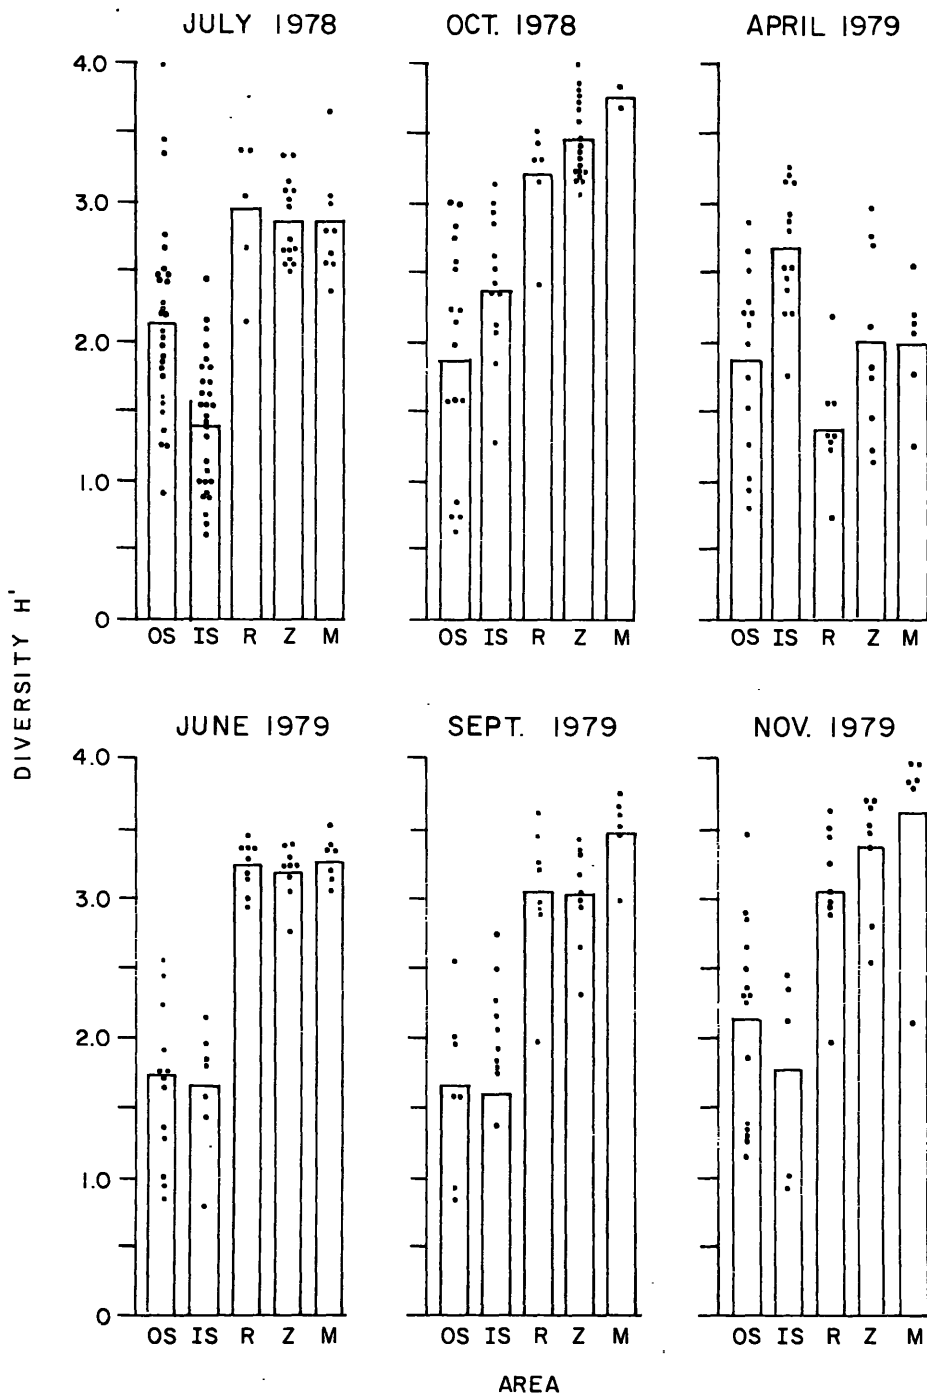 JULY 1978 OCT. 1978 APRIL 1979
4.0
3.0
2.0
1.0
0
OS IS R Z M OS IS R Z M OS IS R Z M
DIVERSITY H'
JUNE 1979 SEPT. 1979 NOV. 1979
4.0
3.0
2.0
1.0
0
OS IS R Z M OS IS R Z M OS IS R Z M
AREA